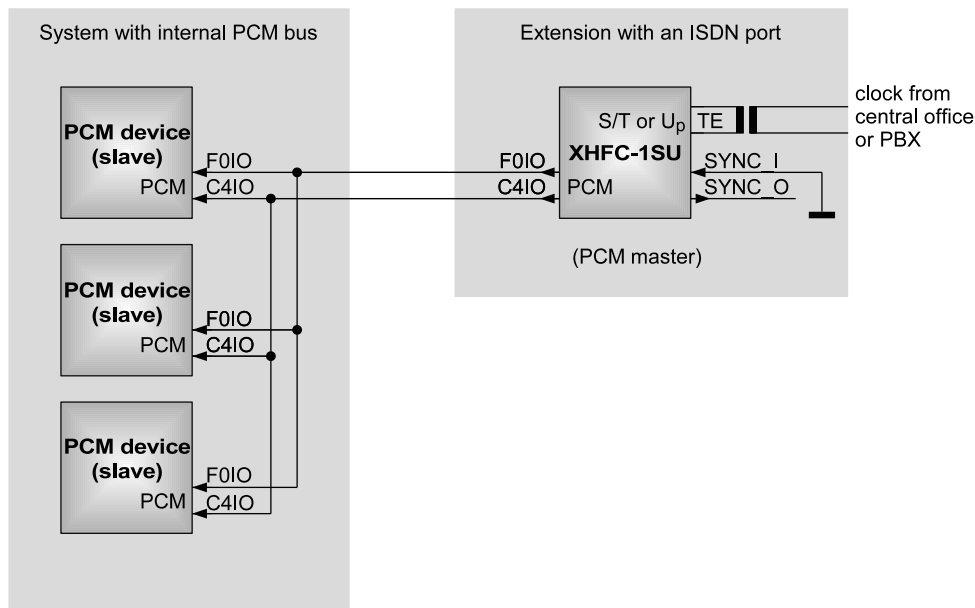 System with internal PCM bus
PCM device
(slave)
F0IO
PCM
C4IO
PCM device
(slave)
F0IO
PCM
C4IO
PCM device
(slave)
F0IO
PCM
C4IO
Extension with an ISDN port
S/T or Up
TE
XHFC-1SU
F0IO
C4IO
PCM
SYNC_I
SYNC_O
(PCM master)
clock from
central office
or PBX